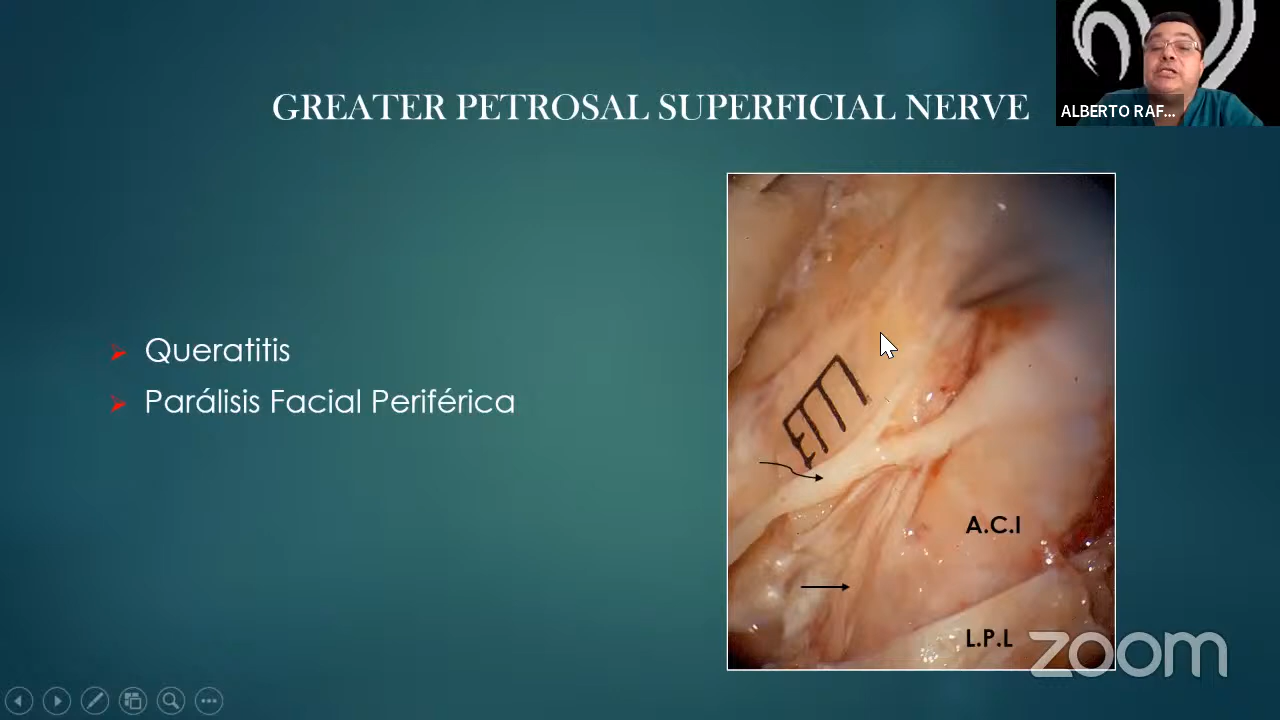 GREATER PETROSAL SUPERFICIAL NERVE
ALBERTO RAF...
Queratitis
Parálisis Facial Periférica
A.C.I
L.P.L
zoom